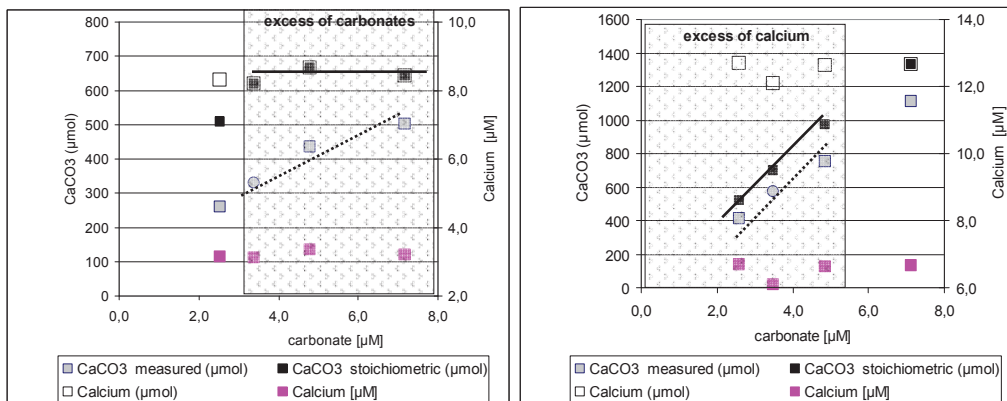 excess of carbonates
800
700
600
500
400
300
200
100
0
CaCO3 (µmol)
10,0
8,0
6,0
4,0
2,0
Calcium [µM]
0,0 2,0 4,0 6,0 8,0
carbonate [µM]
CaCO3 measured (µmol) CaCO3 stoichiometric (µmol)
Calcium (µmol) Calcium [µM]
excess of calcium
1600
1400
1200
1000
800
600
400
200
0
CaCO3 (µmol)
14,0
12,0
10,0
8,0
6,0
Calcium [µM]
0,0 2,0 4,0 6,0 8,0
carbonate [µM]
CaCO3 measured (µmol) CaCO3 stoichiometric (µmol)
Calcium (µmol) Calcium [µM]